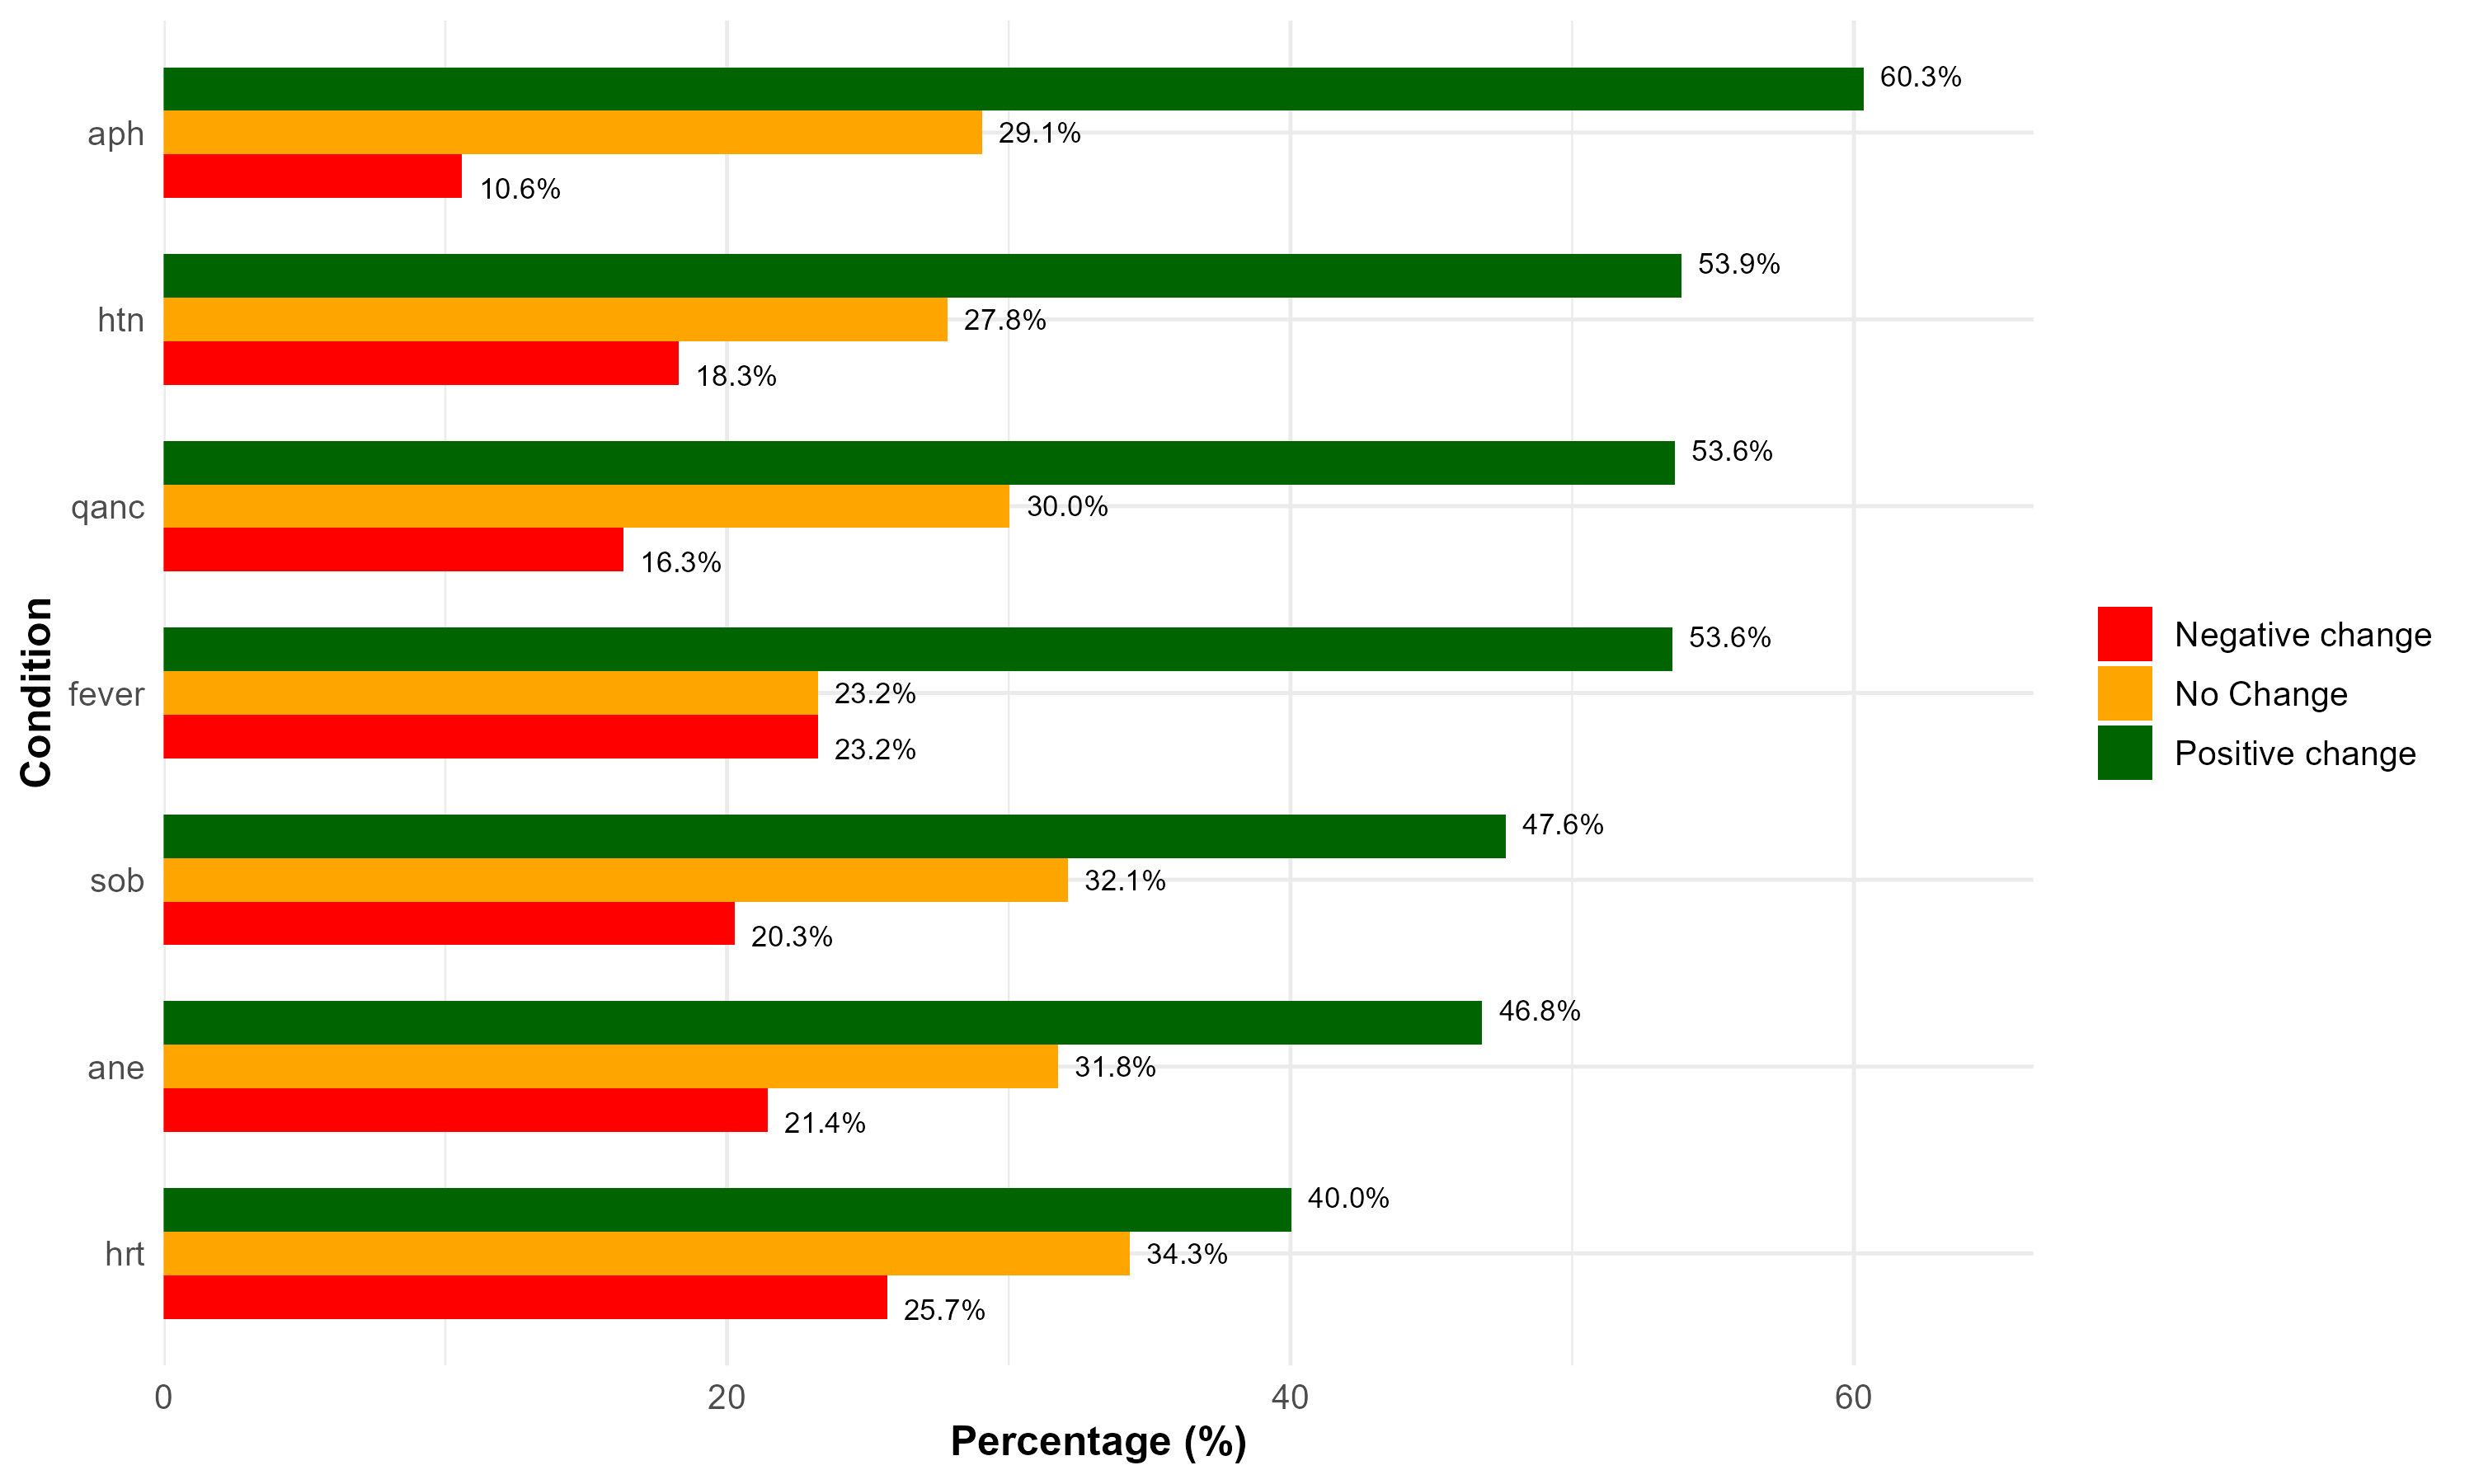 60.3%
aph
29.1%
10.6%
53.9%
htn
27.8%
18.3%
53.6%
qanc
30.0%
16.3%
53.6%
fever
23.2%
23.2%
47.6%
sob
32.1%
20.3%
46.8%
ane
31.8%
21.4%
40.0%
hrt
34.3%
25.7%
0 20 40 60
Percentage (%)
Condition
Negative change
No Change
Positive change